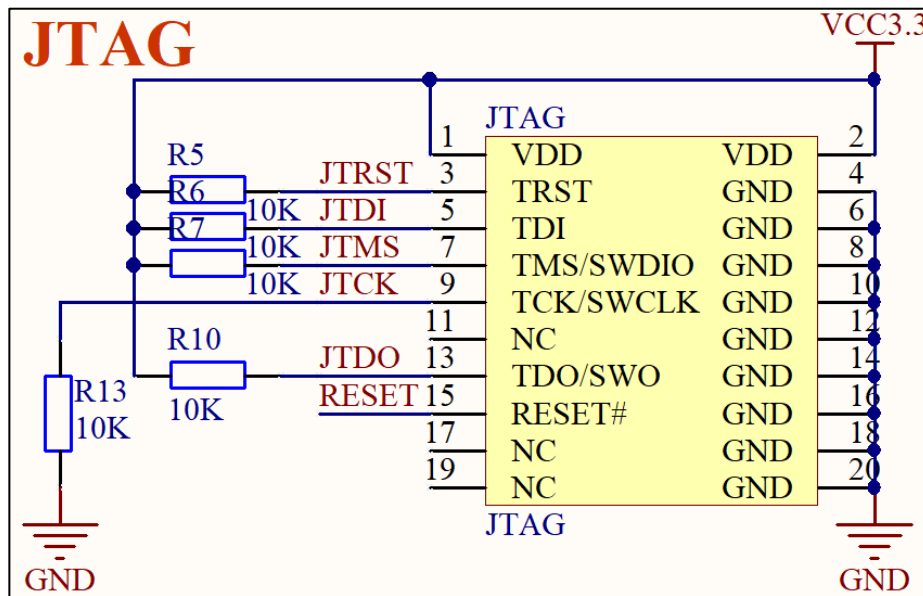 JTAG
VCC3.3
JTAG
1 VDD VDD 2
R5
JTRST 3 TRST GND 4
R6 10K
JTDI 5 TDI GND 6
R7 10K
JTMS 7 TMS/SWDIO GND 8
10K
JTCK 9 TCK/SWCLK GND 10
11 NC GND 12
R10
JTDO 13 TDO/SWO GND 14
10K
R13
10K
RESET 15 RESET# GND 16
17 NC GND 18
19 NC GND 20
JTAG
GND
GND